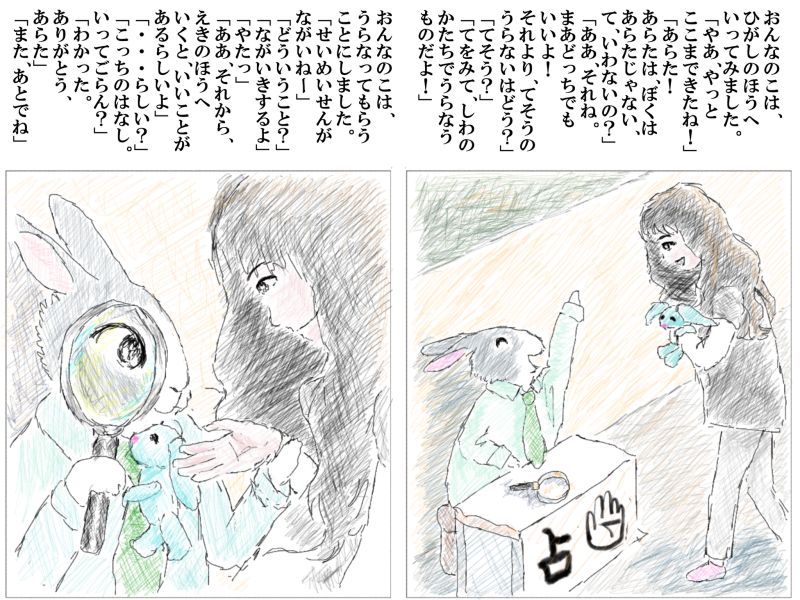 おんなのこは、
ひがしのほうへ
いってみました。
「やあ、やっと
ここまできたね！
「あらた！
あらたは、ぼくは
あらたじゃない、
て、いわないの？」
「ああ、それね。
まあどっちでも
いいよ！
それより、てそうの
うらないはどう？」
「てそう？」
「てをみて、しわの
かたちでうらなう
ものだよ！」
おんなのこは、
うらなってもらう
ことにしました。
「せいめいせんが
ながいね〜」
「どういうこと？」
「ながいきするよ」
「やたっ」
「ああ、それから、
えきのほうへ
いくと、いいことが
あるらしいよ」
「・・・らしい？」
「こっちのはなし。
いってごらん？」
「わかった。
ありがとう、
あらた」
「また、あとでね」
占